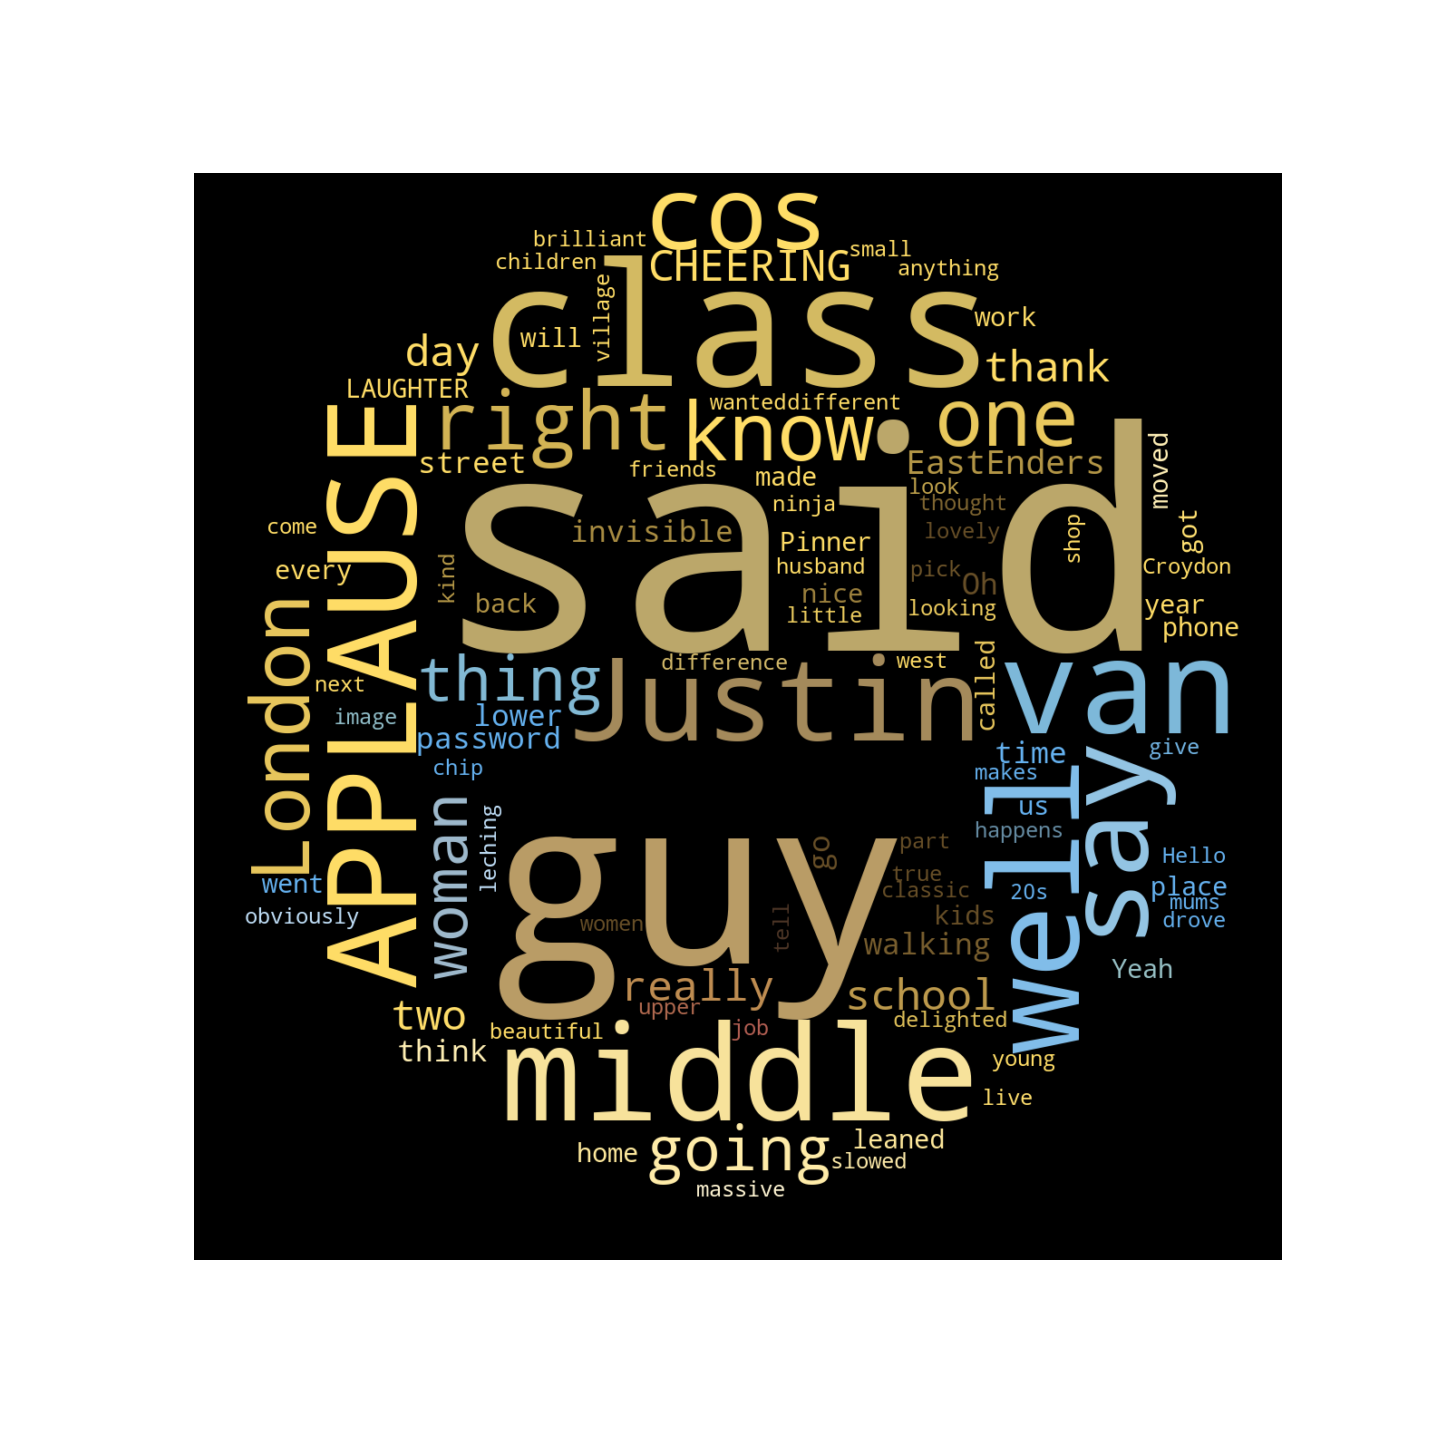 cos
brilliant
small
children
CHEERING
anything
class
village
work
will
day
thank
LAUGHTER
right
know
wanted
different
one
street
friends
made
EastEnders
moved
said
look
thought
ninja
invisible
lovely
shop
got
come
Pinner
every
husband
pick
Oh
Croydon
kind
back
nice
little
looking
year
phone
APPLAUSE
London
thing
difference
west
called
van
next
Justin
image
lower
password
time
give
chip
makes
say
well
us
woman
leching
happens
go
part
Hello
went
guy
true
classic
20s
place
mums
obviously
women
tell
kids
drove
walking
Yeah
really
upper
school
two
beautiful
job
delighted
think
middle
young
live
home
going
leaned
slowed
massive